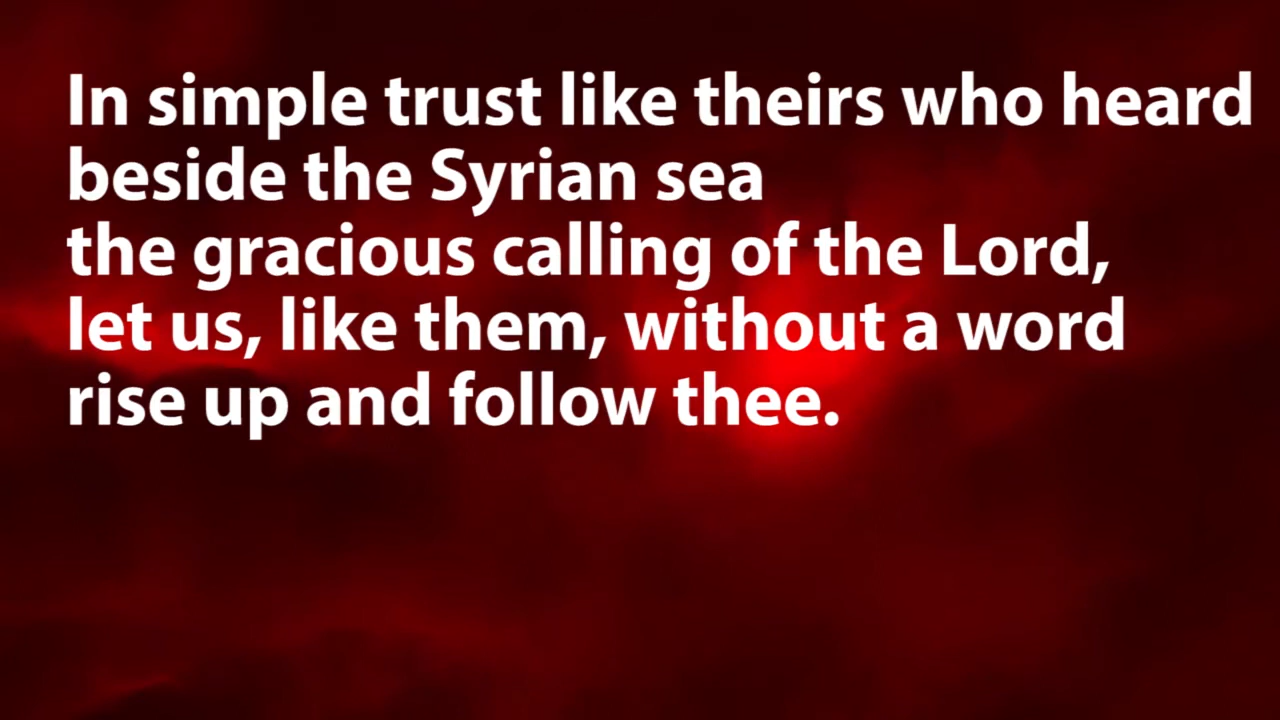 In simple trust like theirs who heard
beside the Syrian sea
the gracious calling of the Lord,
let us, like them, without a word
rise up and follow thee.